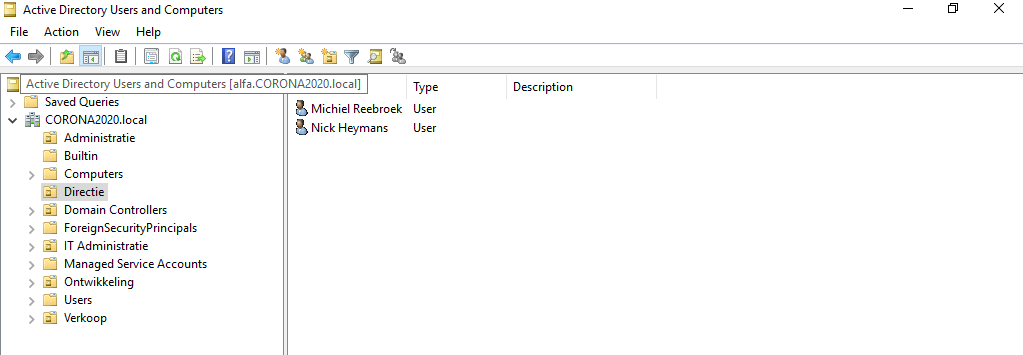 Active Directory Users and Computers
File Action View Help
Active Directory Users and Computers [alfa.CORONA2020.local]
Type Description
Saved Queries
CORONA2020.local
Administratie
Builtin
Computers
Directie
Domain Controllers
ForeignSecurityPrincipals
IT Administratie
Managed Service Accounts
Ontwikkeling
Users
Verkoop
Michiel Reebroek User
Nick Heymans User